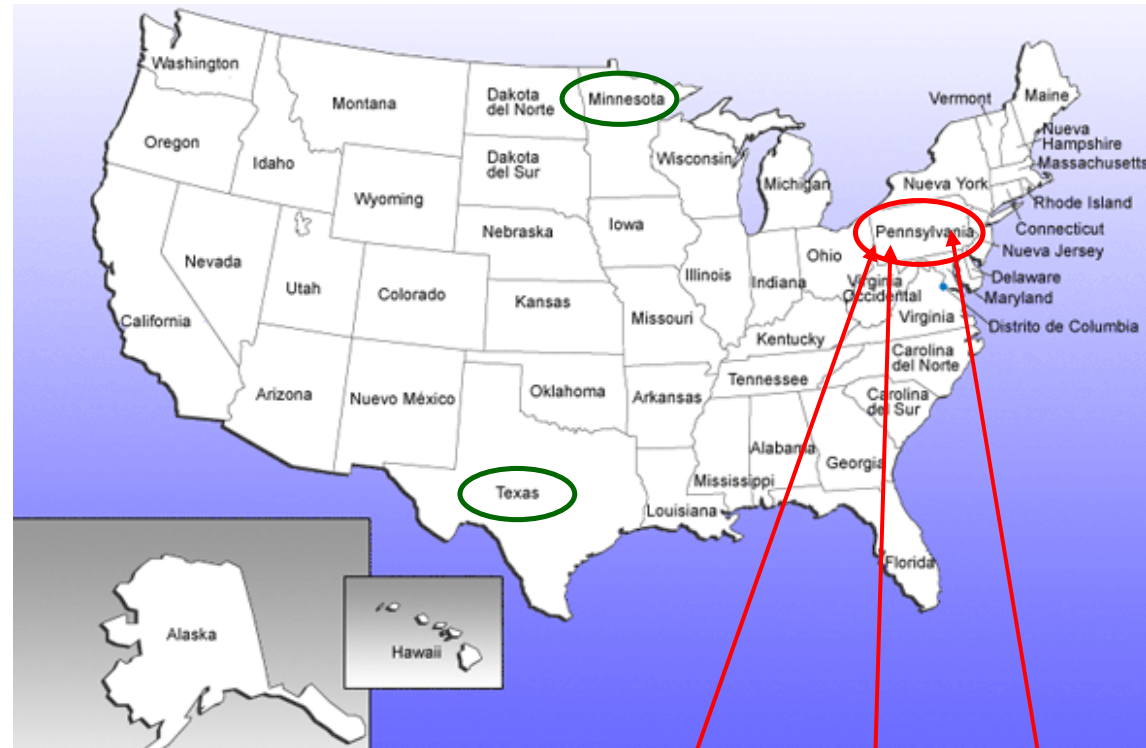 Washington
Montana
Dakota
del Norte
Minnesota
Vermont
Maine
Oregon
Idaho
Dakota
del Sur
Wisconsin
Michigan
Nueva York
Nueva
Hampshire
Massachusetts
Wyoming
Rhode Island
Nebraska
Iowa
Pennsylvania
Connecticut
Nueva Jersey
Nevada
Utah
Colorado
Illinois
Indiana
Ohio
Virginia
Occidental
Delaware
Maryland
California
Kansas
Missouri
Kentucky
Virginia
Distrito de Columbia
Arizona
Nuevo México
Oklahoma
Arkansas
Tennessee
Carolina
del Norte
Carolina
del Sur
Texas
Louisiana
Mississippi
Alabama
Georgia
Florida
Alaska
Hawaii